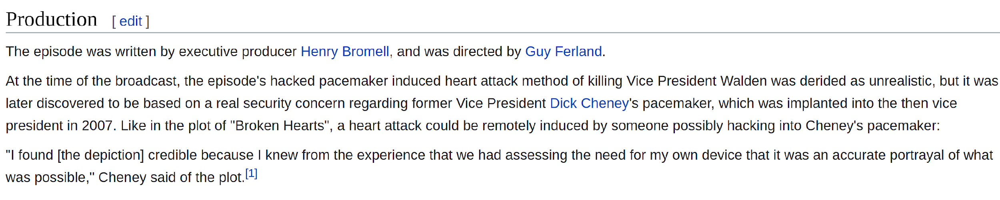 Production [ edit ]
The episode was written by executive producer Henry Bromell, and was directed by Guy Ferland.
At the time of the broadcast, the episode's hacked pacemaker induced heart attack method of killing Vice President Walden was derided as unrealistic, but it was
later discovered to be based on a real security concern regarding former Vice President Dick Cheney's pacemaker, which was implanted into the then vice
president in 2007. Like in the plot of "Broken Hearts", a heart attack could be remotely induced by someone possibly hacking into Cheney's pacemaker:
"I found [the depiction] credible because I knew from the experience that we had assessing the need for my own device that it was an accurate portrayal of what
was possible," Cheney said of the plot.[1]